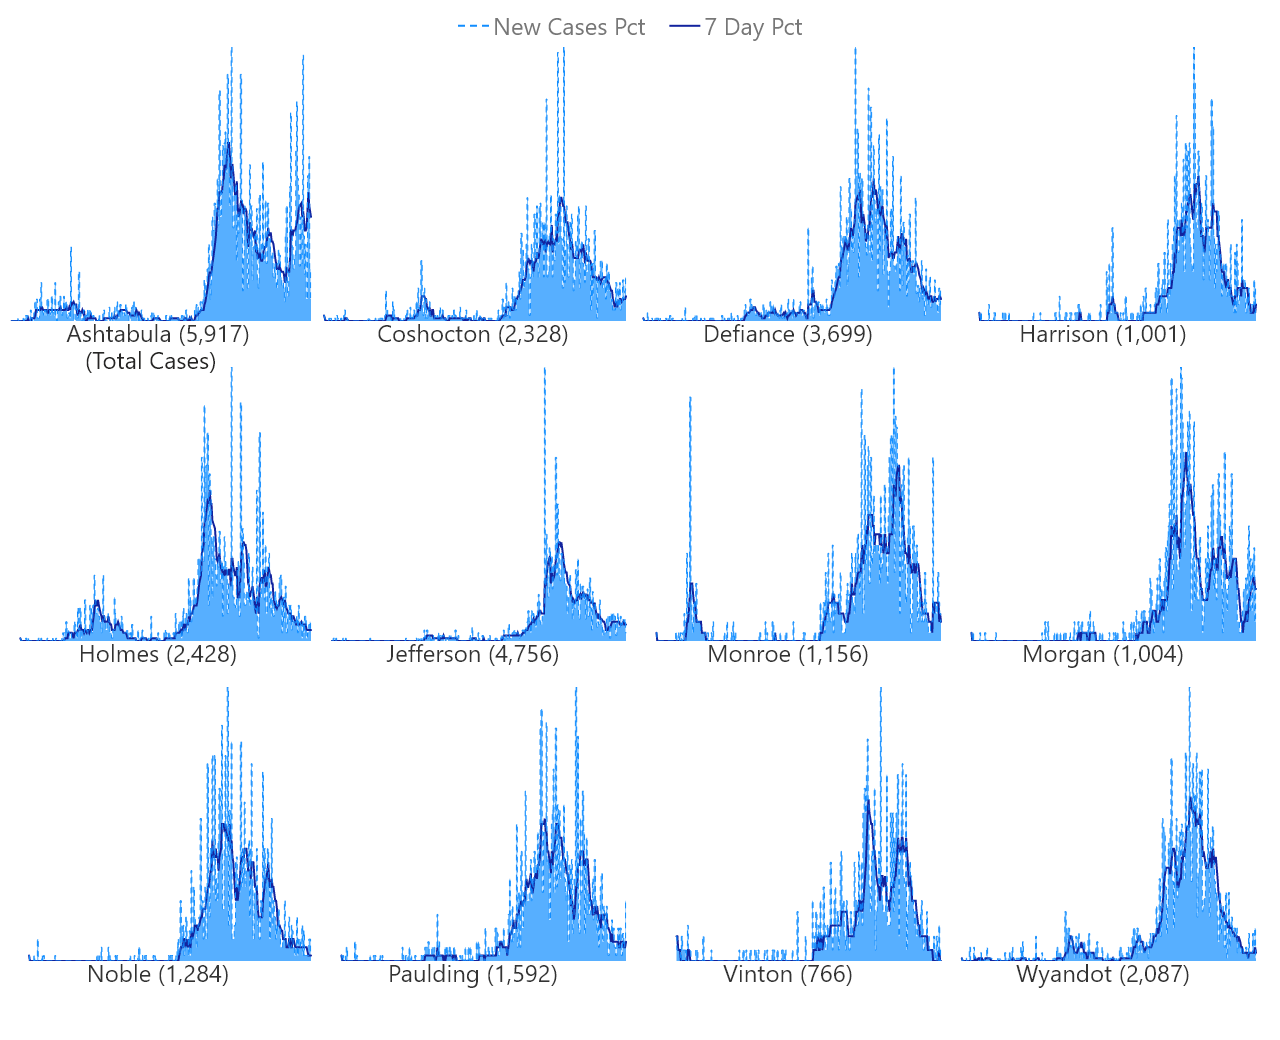 New Cases Pct 7 Day Pct
Ashtabula (5,917) Coshocton (2,328) Defiance (3,699) Harrison (1,001)
(Total Cases)
Holmes (2,428) Jefferson (4,756) Monroe (1,156) Morgan (1,004)
Noble (1,284) Paulding (1,592) Vinton (766) Wyandot (2,087)